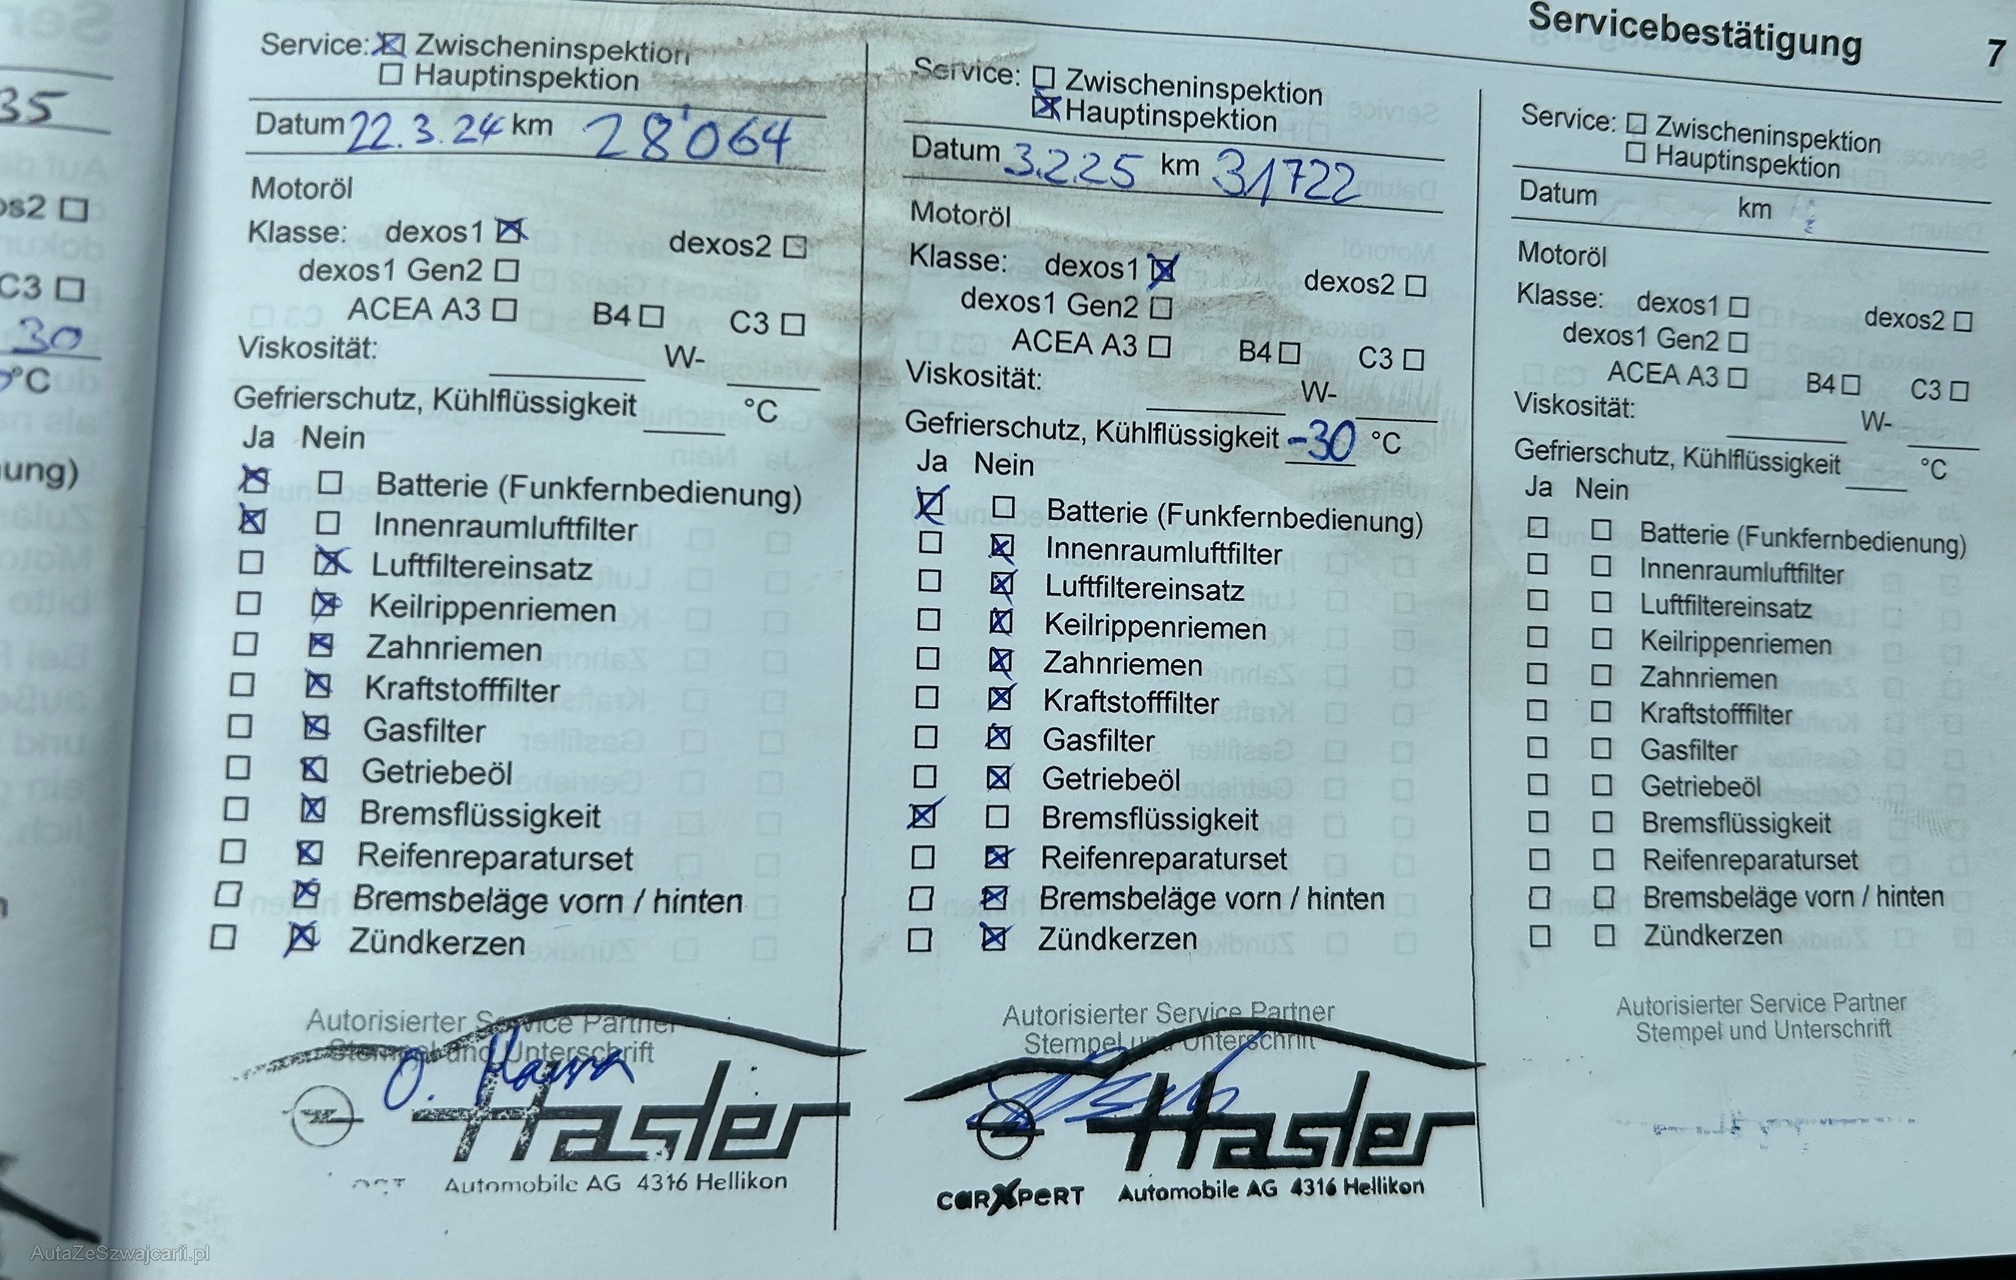 Servicebestätigung 7
35
os2
C3
30
°C
ung)
Service: Zwischeninspektion
Hauptinspektion
Datum 22.3.24 km 28'064
Motoröl
Klasse: dexos1 dexos2
dexos1 Gen2
ACEA A3 B4 C3
Viskosität: W-
Gefrierschutz, Kühlflüssigkeit °C
Ja Nein
Batterie (Funkfernbedienung)
Innenraumluftfilter
Luftfiltereinsatz
Keilrippenriemen
Zahnriemen
Kraftstofffilter
Gasfilter
Getriebeöl
Bremsflüssigkeit
Reifenreparaturset
Bremsbeläge vorn / hinten
Zündkerzen
Autorisierter Service Partner
Stempel und Unterschrift
Hasler
Automobile AG 4316 Hellikon
Service: Zwischeninspektion
Hauptinspektion
Datum 3.2.25 km 31722
Motoröl
Klasse: dexos1 dexos2
dexos1 Gen2
ACEA A3 B4 C3
Viskosität: W-
Gefrierschutz, Kühlflüssigkeit -30 °C
Ja Nein
Batterie (Funkfernbedienung)
Innenraumluftfilter
Luftfiltereinsatz
Keilrippenriemen
Zahnriemen
Kraftstofffilter
Gasfilter
Getriebeöl
Bremsflüssigkeit
Reifenreparaturset
Bremsbeläge vorn / hinten
Zündkerzen
Autorisierter Service Partner
Stempel und Unterschrift
Hasler
carXpert Automobile AG 4316 Hellikon
Service: Zwischeninspektion
Hauptinspektion
Datum km
Motoröl
Klasse: dexos1 dexos2
dexos1 Gen2
ACEA A3 B4 C3
Viskosität: W-
Gefrierschutz, Kühlflüssigkeit °C
Ja Nein
Batterie (Funkfernbedienung)
Innenraumluftfilter
Luftfiltereinsatz
Keilrippenriemen
Zahnriemen
Kraftstofffilter
Gasfilter
Getriebeöl
Bremsflüssigkeit
Reifenreparaturset
Bremsbeläge vorn / hinten
Zündkerzen
Autorisierter Service Partner
Stempel und Unterschrift
AutaZeSzwajcarii.pl